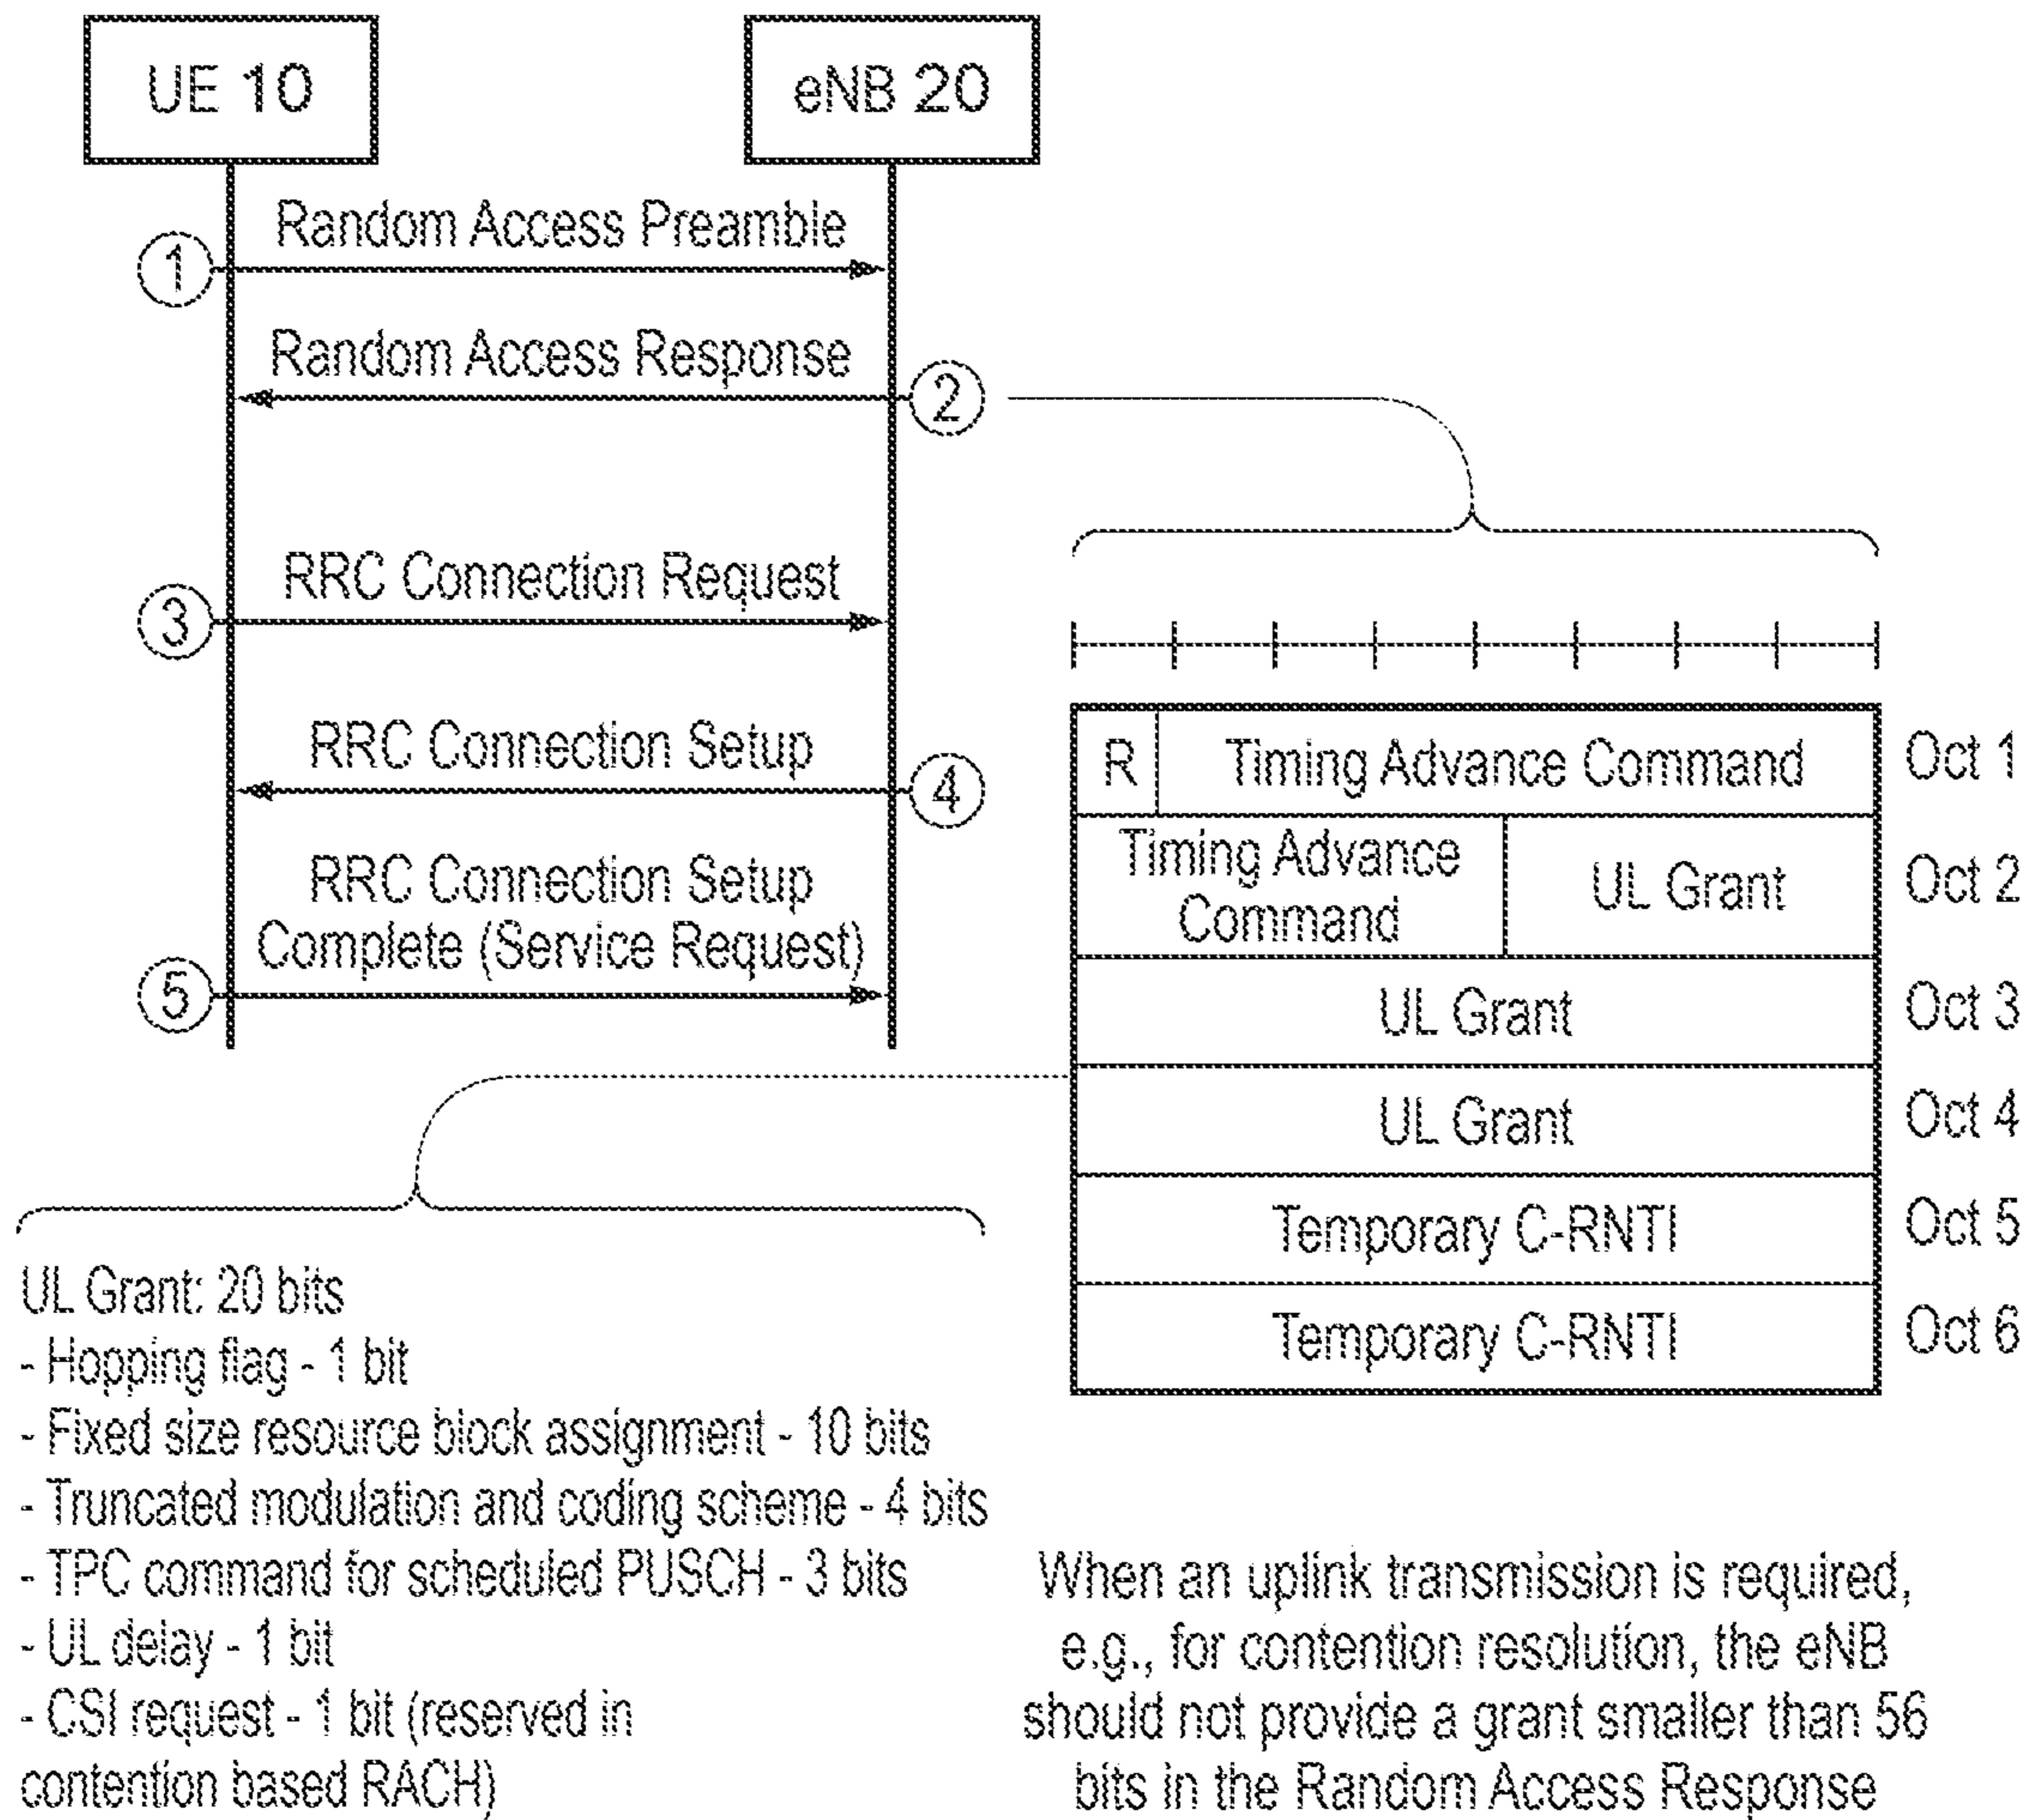 UE 10
eNB 20
Random Access Preamble
1
Random Access Response
2
RRC Connection Request
3
RRC Connection Setup
4
RRC Connection Setup
Complete (Service Request)
5
R
Timing Advance Command
Oct 1
Timing Advance
Command
UL Grant
Oct 2
UL Grant
Oct 3
UL Grant
Oct 4
Temporary C-RNTI
Oct 5
Temporary C-RNTI
Oct 6
UL Grant: 20 bits
- Hopping flag - 1 bit
- Fixed size resource block assignment - 10 bits
- Truncated modulation and coding scheme - 4 bits
- TPC command for scheduled PUSCH - 3 bits
- UL delay - 1 bit
- CSI request - 1 bit (reserved in
contention based RACH)
When an uplink transmission is required,
e.g., for contention resolution, the eNB
should not provide a grant smaller than 56
bits in the Random Access Response